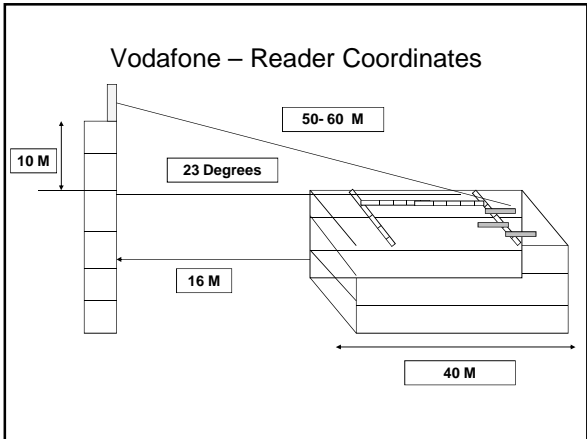 Vodafone – Reader Coordinates
50- 60  M
10 M
23 Degrees
16 M
40 M